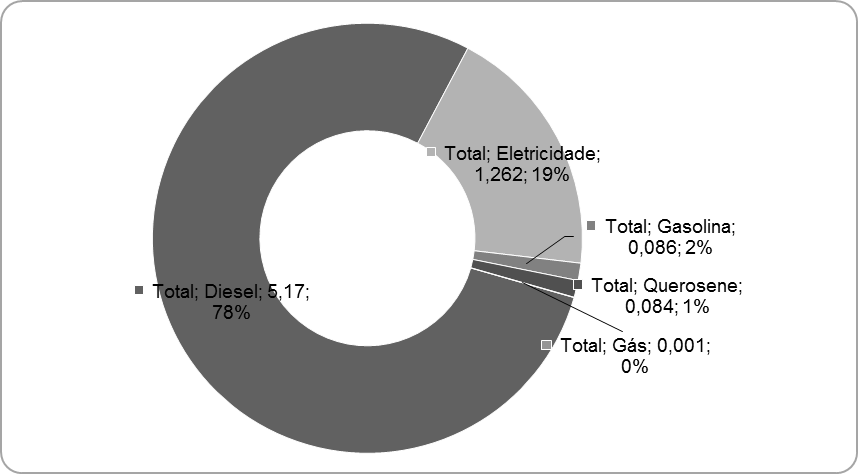 Total; Eletricidade;
1,262; 19%
Total; Gasolina;
0,086; 2%
Total; Querosene;
0,084; 1%
Total; Diesel; 5,17;
78%
Total; Gás; 0,001;
0%